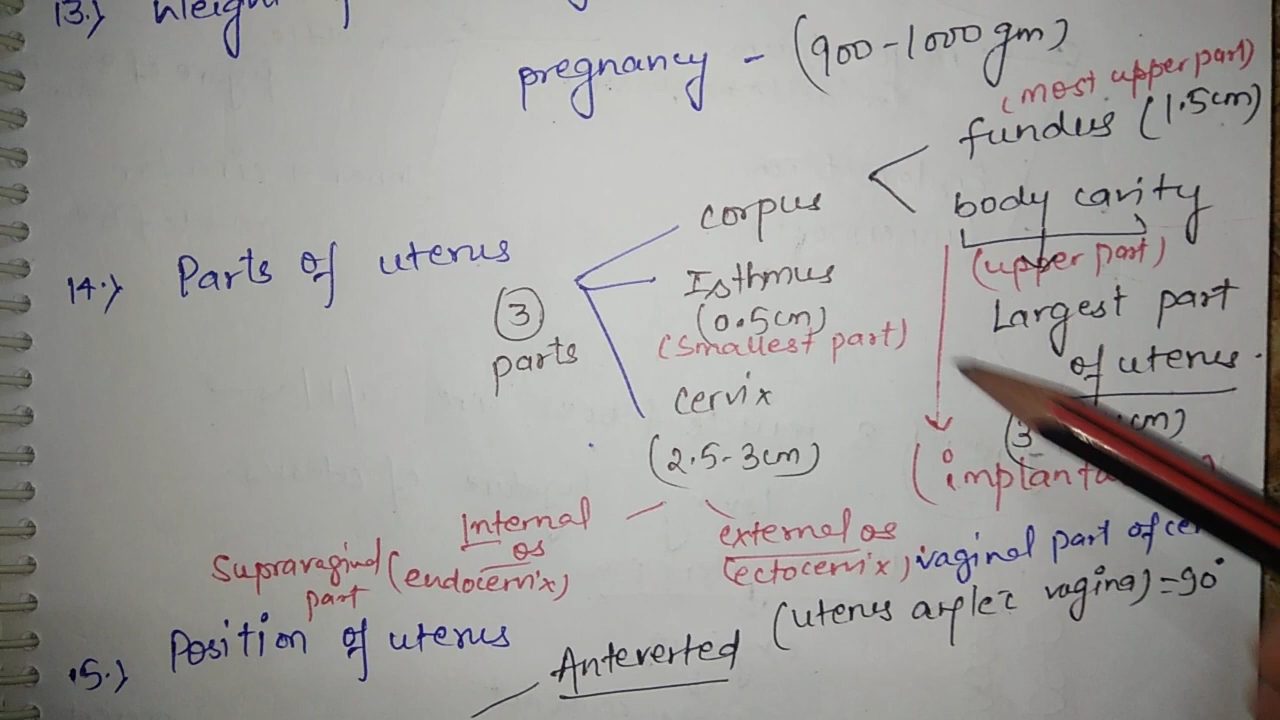 13.)
pregnancy - (900-1000 gm)
(most upper part)
fundus (1.5cm)
corpus
body cavity
(upper part)
14.) Parts of uterus
③
parts
Isthmus
(0.5cm)
(Smallest part)
Largest part
of uterus.
cervix
(3 cm)
(2.5-3cm)
Internal
os
Supravaginal (endocervix)
part
external os
(ectocervix) vaginal part of
15.) Position of uterus
Anteverted (uterus angle c̄ vagina) = 90°